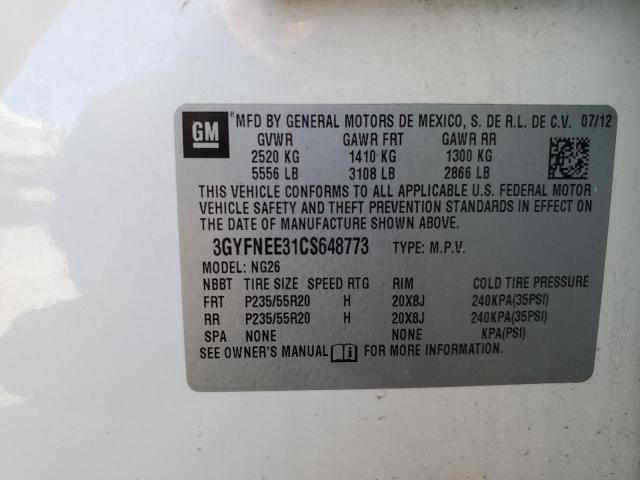 GM ® MFD BY GENERAL MOTORS DE MEXICO, S. DE R.L. DE C.V. 07/12
GVWR GAWR FRT GAWR RR
2520 KG 1410 KG 1300 KG
5556 LB 3108 LB 2866 LB
THIS VEHICLE CONFORMS TO ALL APPLICABLE U.S. FEDERAL MOTOR
VEHICLE SAFETY AND THEFT PREVENTION STANDARDS IN EFFECT ON
THE DATE OF MANUFACTURE SHOWN ABOVE.
3GYFNEE31CS648773 TYPE: M.P.V.
MODEL: NG26
NBBT TIRE SIZE SPEED RTG RIM COLD TIRE PRESSURE
FRT P235/55R20 H 20X8J 240KPA(35PSI)
RR P235/55R20 H 20X8J 240KPA(35PSI)
SPA NONE NONE KPA(PSI)
SEE OWNER'S MANUAL FOR MORE INFORMATION.